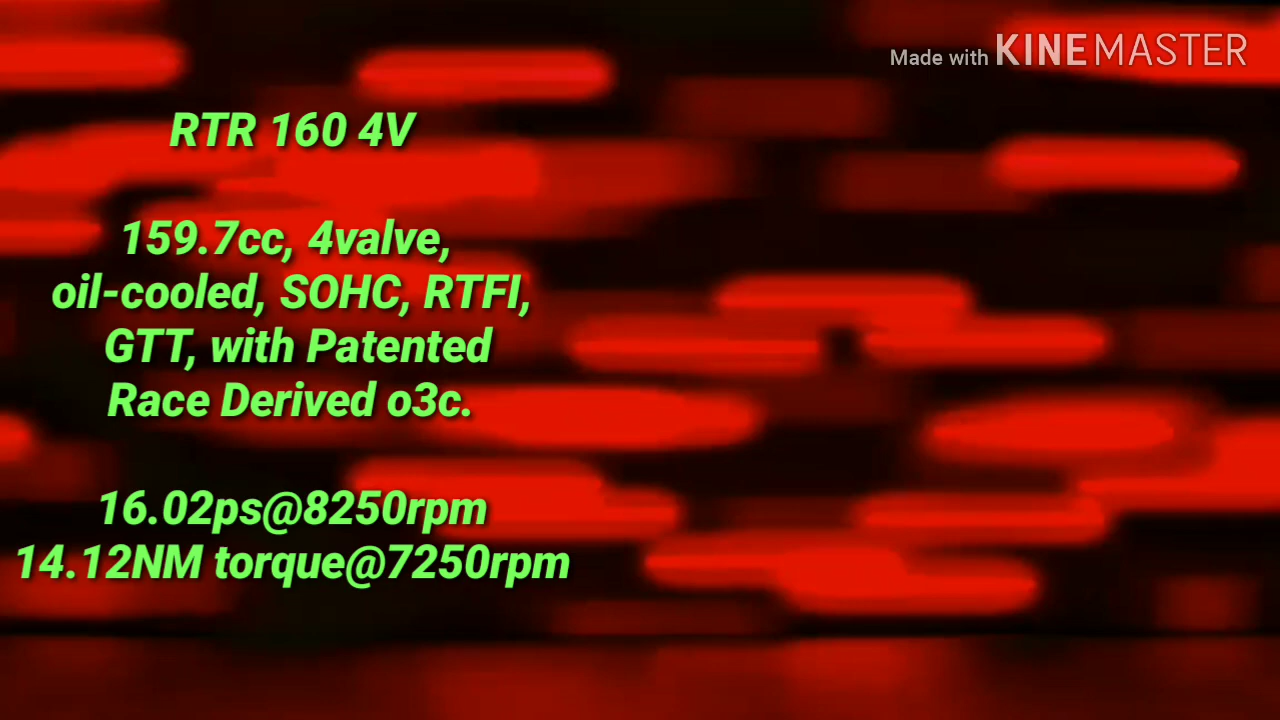 Made with KINEMASTER
RTR 160 4V
159.7cc, 4valve,
oil-cooled, SOHC, RTFI,
GTT, with Patented
Race Derived o3c.
16.02ps@8250rpm
14.12NM torque@7250rpm